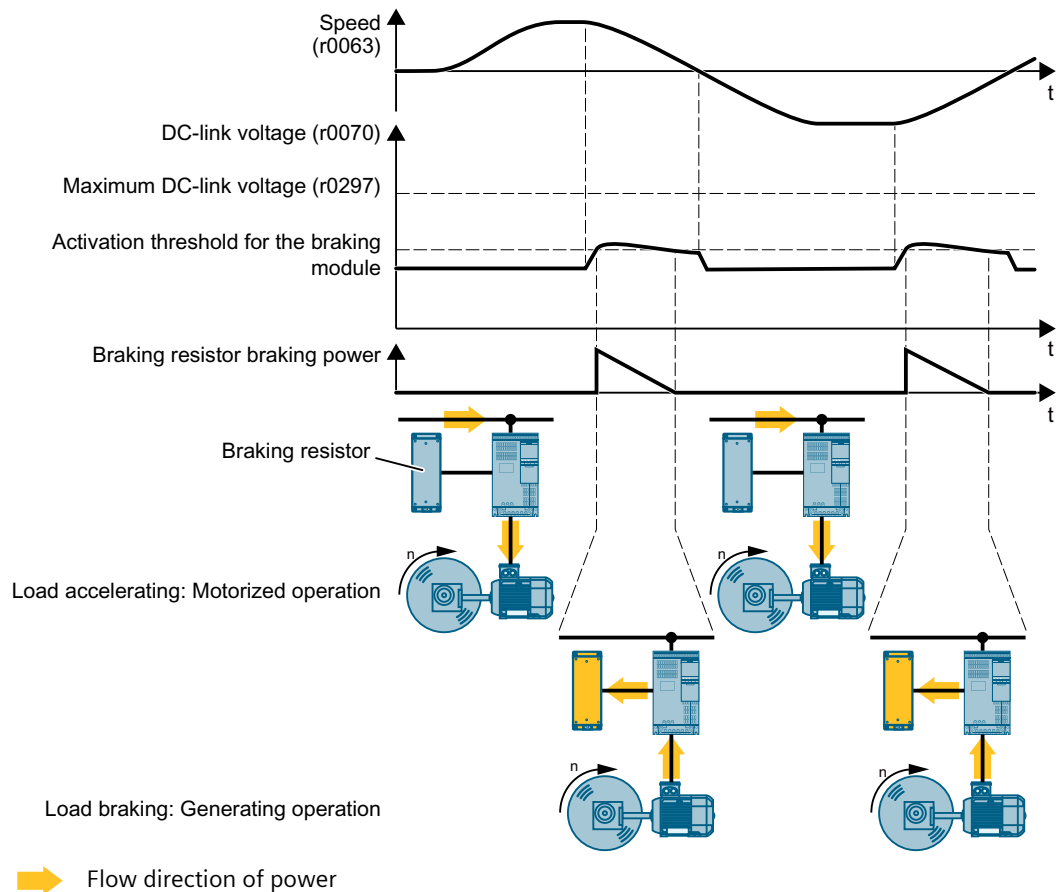 Speed
(r0063)
t
DC-link voltage (r0070)
Maximum DC-link voltage (r0297)
Activation threshold for the braking
module
t
Braking resistor braking power
t
Braking resistor
n
n
Load accelerating: Motorized operation
n
n
Load braking: Generating operation
Flow direction of power